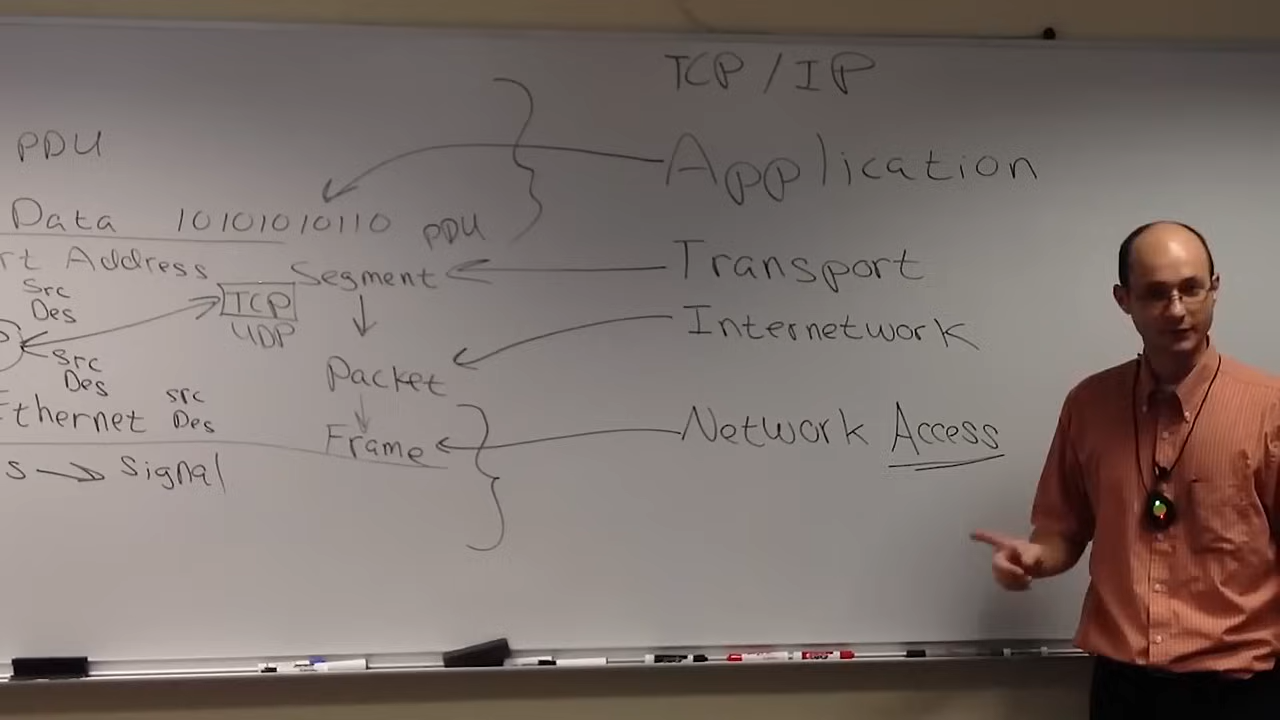 TCP / IP
PDU
Application
Data 10101010110 PDU
rt Address
Segment
Transport
Src
Des
TCP
UDP
Internetwork
Src
Des
Packet
Ethernet
src
Des
Frame
Network Access
s → Signal